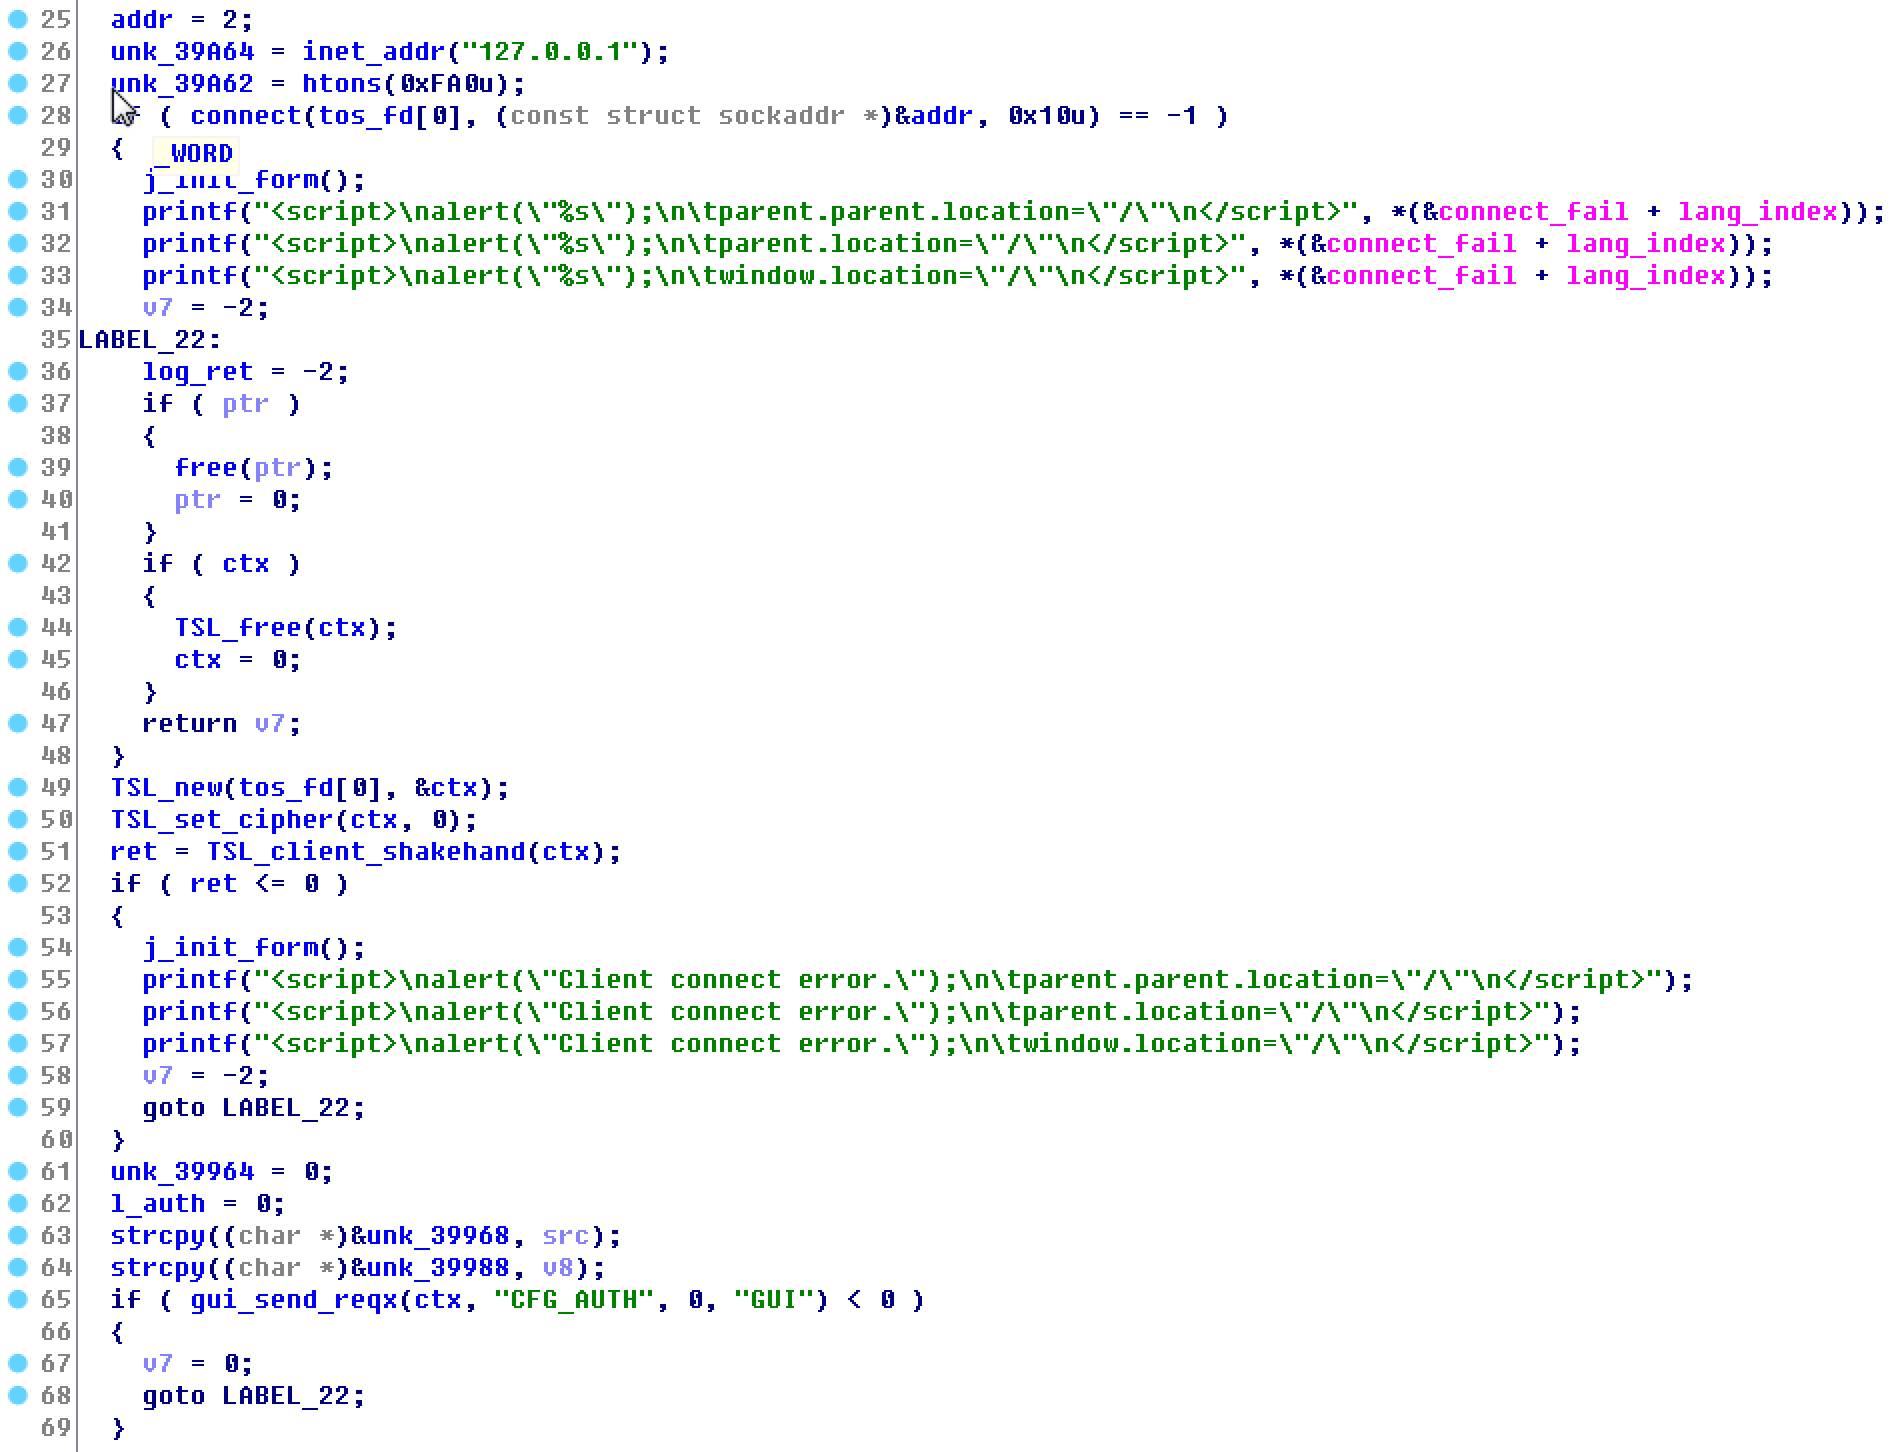 25 addr = 2;
26 unk_39A64 = inet_addr("127.0.0.1");
27 unk_39A62 = htons(0xFA0u);
28 ( connect(tos_fd[0], (const struct sockaddr *)&addr, 0x10u) == -1 )
29 {
_WORD
30 j_init_form();
31 printf("<script>\nalert(\"%s\");\n\tparent.parent.location=\"/\"\n</script>", *(&connect_fail + lang_index));
32 printf("<script>\nalert(\"%s\");\n\tparent.location=\"/\"\n</script>", *(&connect_fail + lang_index));
33 printf("<script>\nalert(\"%s\");\n\twindow.location=\"/\"\n</script>", *(&connect_fail + lang_index));
34 v7 = -2;
35 LABEL_22:
36 log_ret = -2;
37 if ( ptr )
38 {
39 free(ptr);
40 ptr = 0;
41 }
42 if ( ctx )
43 {
44 TSL_free(ctx);
45 ctx = 0;
46 }
47 return v7;
48 }
49 TSL_new(tos_fd[0], &ctx);
50 TSL_set_cipher(ctx, 0);
51 ret = TSL_client_shakehand(ctx);
52 if ( ret <= 0 )
53 {
54 j_init_form();
55 printf("<script>\nalert(\"Client connect error.\");\n\tparent.parent.location=\"/\"\n</script>");
56 printf("<script>\nalert(\"Client connect error.\");\n\tparent.location=\"/\"\n</script>");
57 printf("<script>\nalert(\"Client connect error.\");\n\twindow.location=\"/\"\n</script>");
58 v7 = -2;
59 goto LABEL_22;
60 }
61 unk_39964 = 0;
62 l_auth = 0;
63 strcpy((char *)&unk_39968, src);
64 strcpy((char *)&unk_39988, v8);
65 if ( gui_send_reqx(ctx, "CFG_AUTH", 0, "GUI") < 0 )
66 {
67 v7 = 0;
68 goto LABEL_22;
69 }